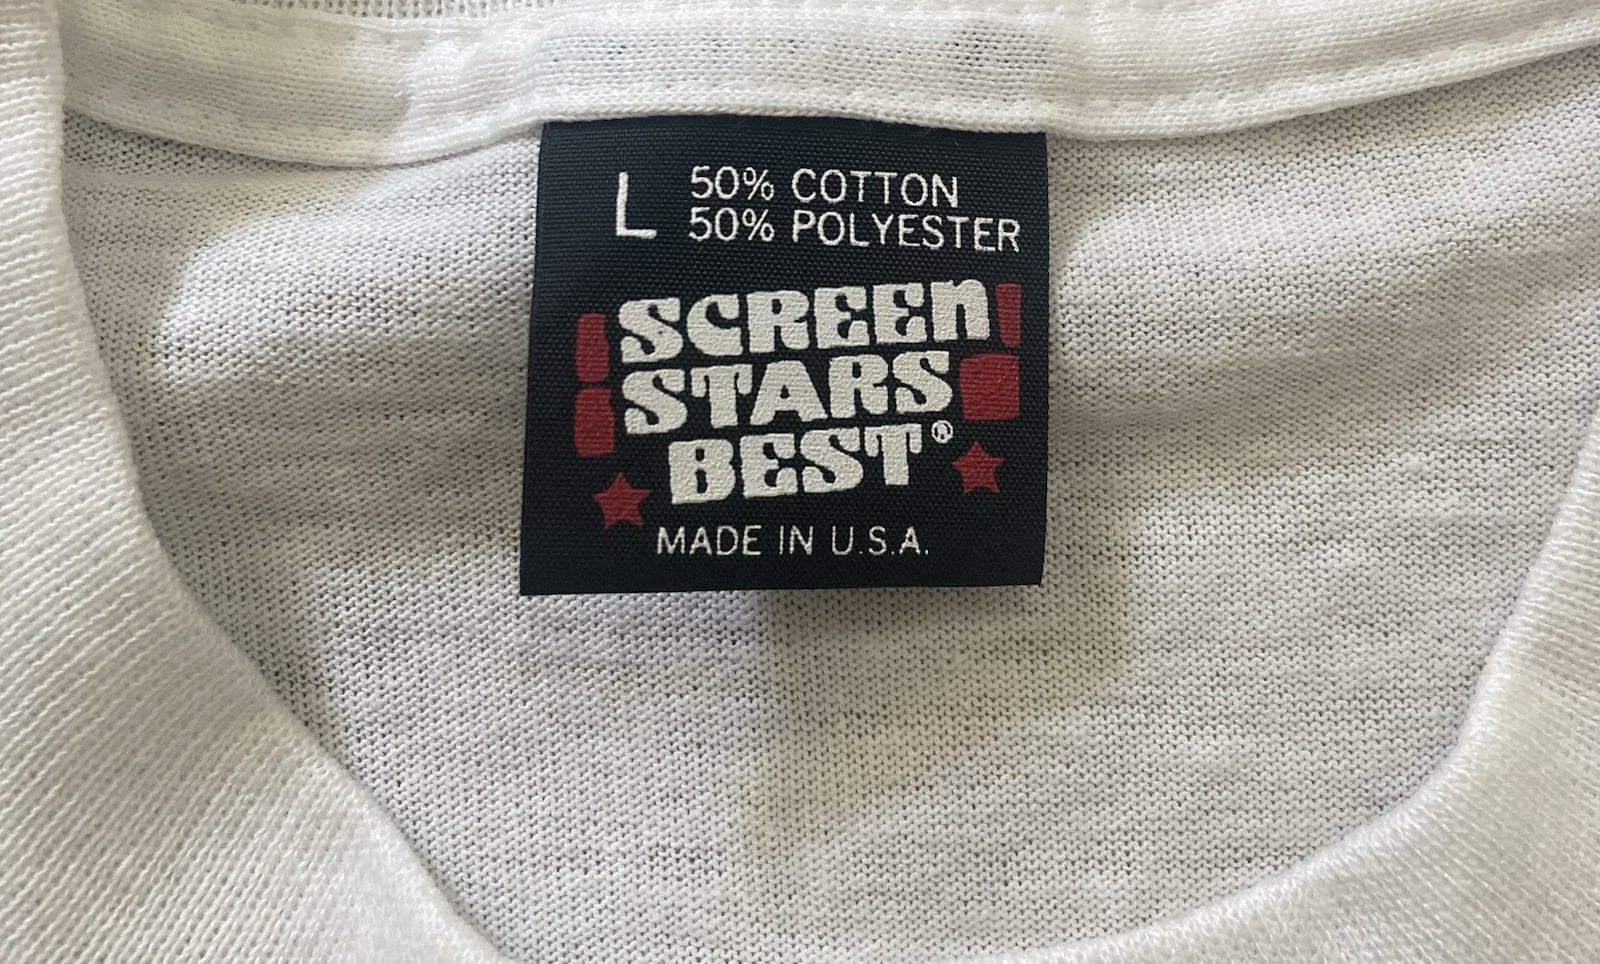 L 50% COTTON
50% POLYESTER
SCREEN
STARS
BEST®
MADE IN U.S.A.